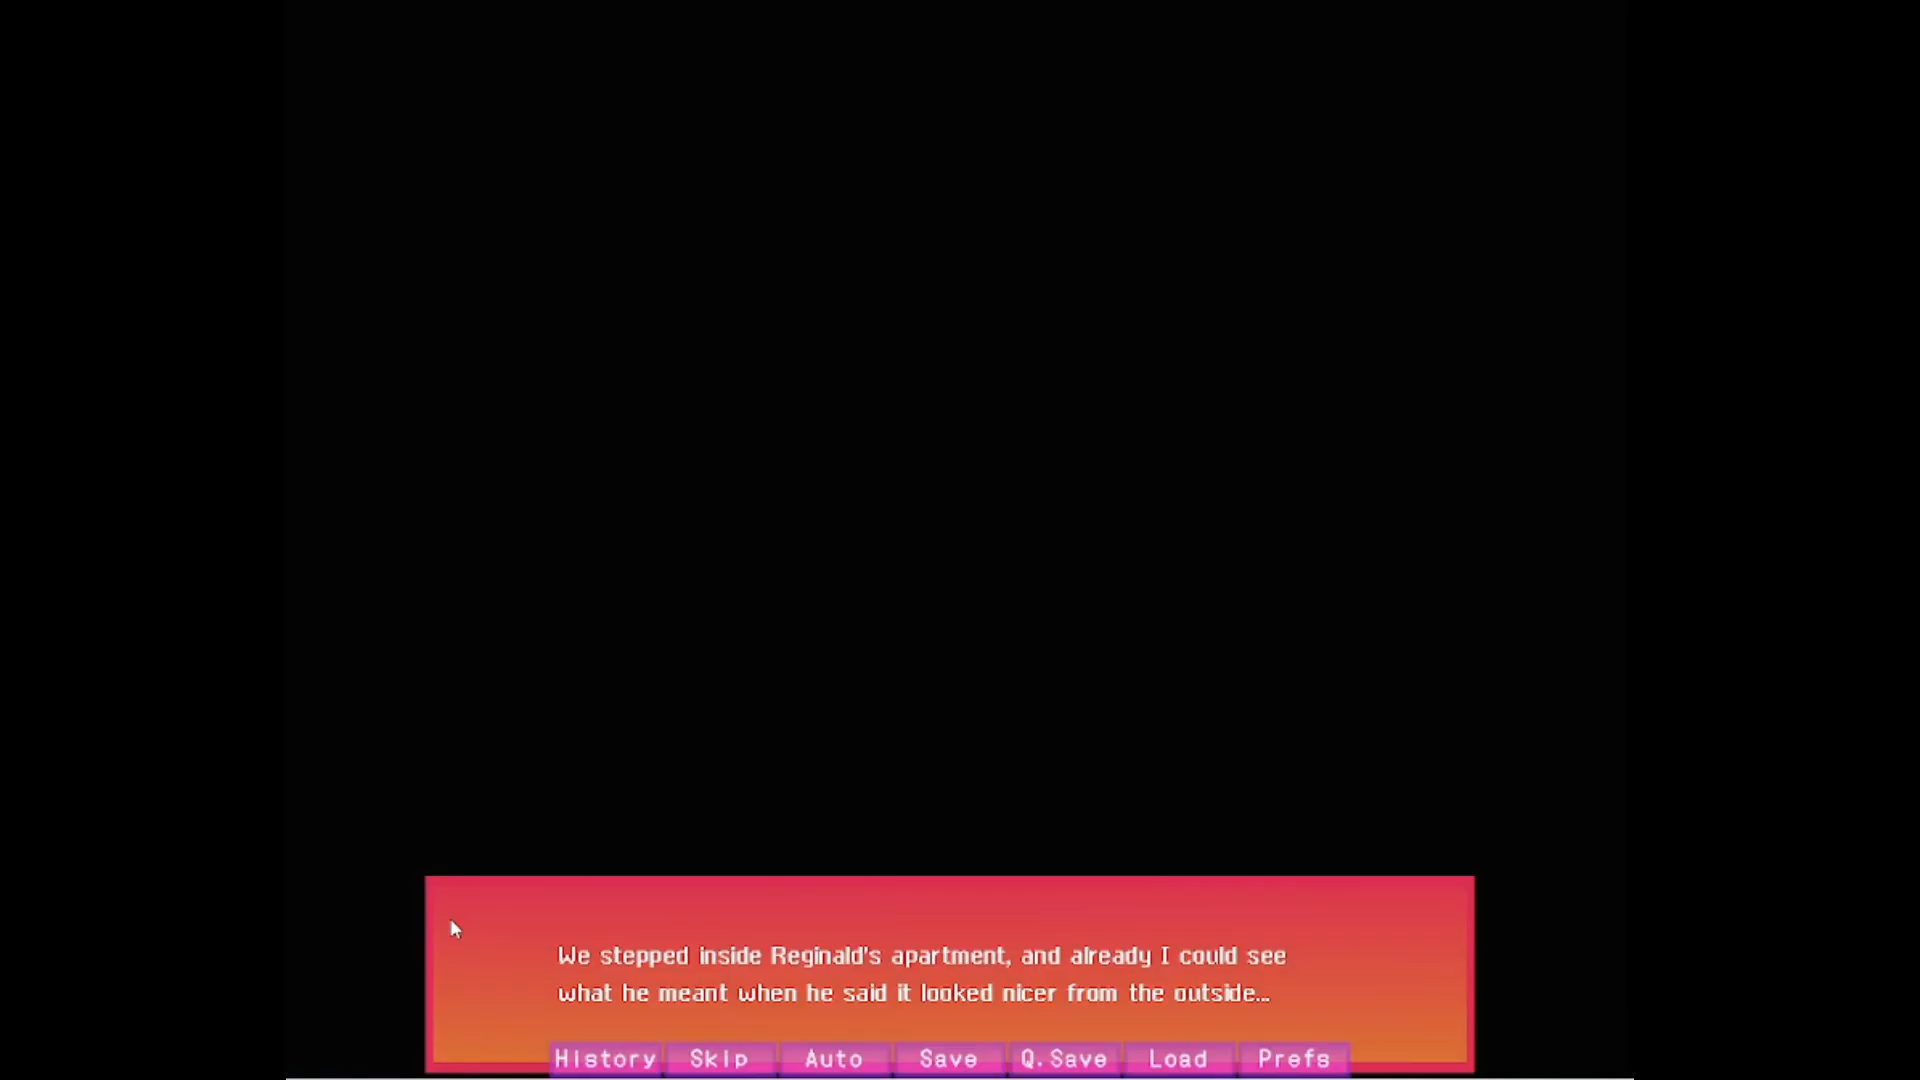 We stepped inside Reginald's apartment, and already I could see
what he meant when he said it looked nicer from the outside...
History Skip Auto Save Q.Save Load Prefs